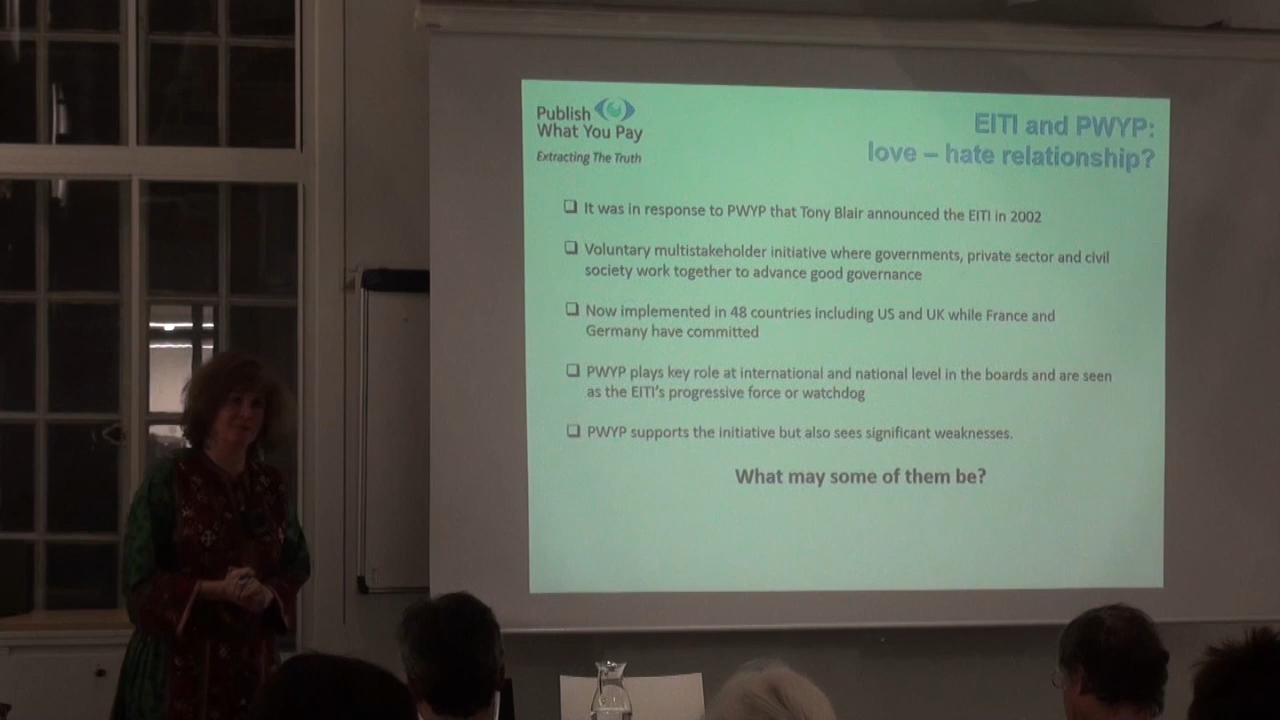 Publish
What You Pay
Extracting The Truth
EITI and PWYP:
love – hate relationship?
❑ It was in response to PWYP that Tony Blair announced the EITI in 2002
❑ Voluntary multistakeholder initiative where governments, private sector and civil
society work together to advance good governance
❑ Now implemented in 48 countries including US and UK while France and
Germany have committed
❑ PWYP plays key role at international and national level in the boards and are seen
as the EITI's progressive force or watchdog
❑ PWYP supports the initiative but also sees significant weaknesses.
What may some of them be?